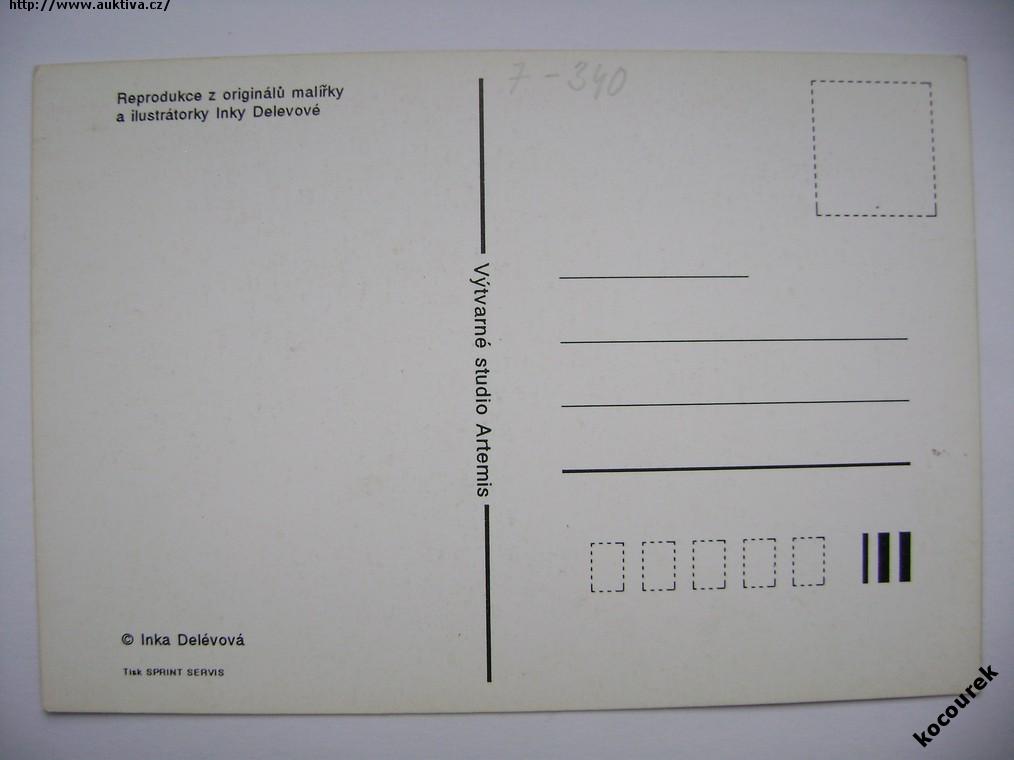 http://www.auktiva.cz/
Reprodukce z originálů malířky
a ilustrátorky Inky Delevové
7 - 340
Výtvarné studio Artemis
© Inka Delévová
Tisk SPRINT SERVIS
kocourek